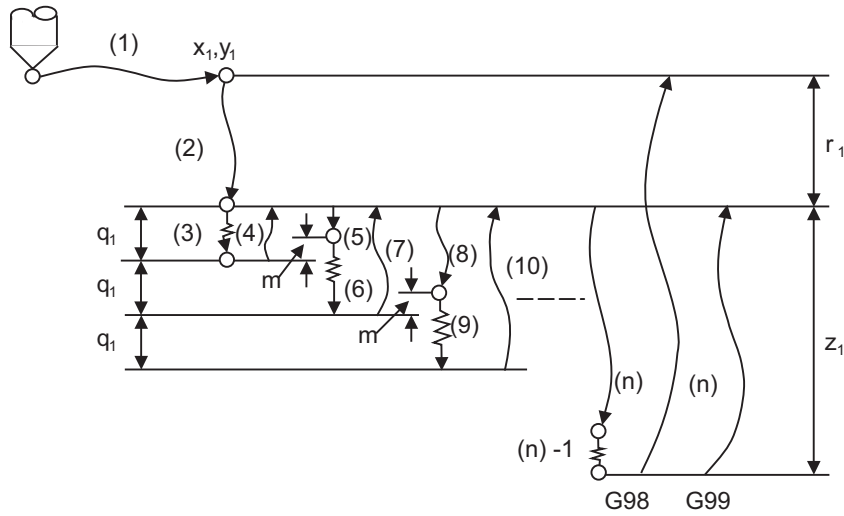 (1)
x₁,y₁
(2)
r₁
q₁
(3)
(4)
m
(5)
(7)
(8)
(10)
q₁
(6)
m
(9)
q₁
z₁
(n)
(n)
(n) -1
G98
G99